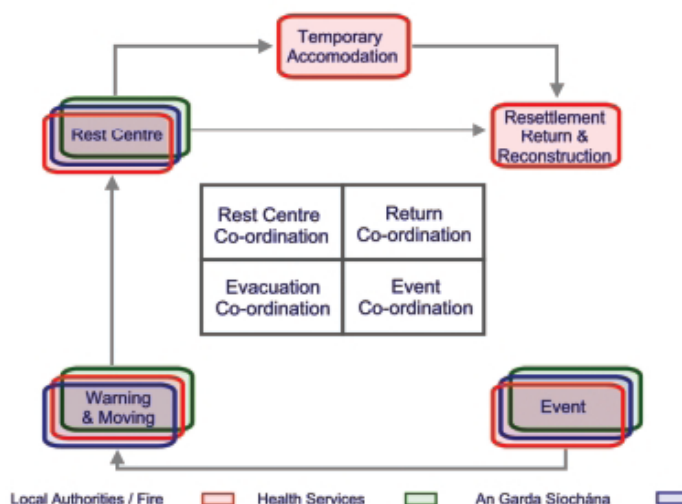 Temporary
Accomodation
Rest Centre
Resettlement
Return &
Reconstruction
Rest Centre
Co-ordination
Return
Co-ordination
Evacuation
Co-ordination
Event
Co-ordination
Warning
& Moving
Event
Local Authorities / Fire
Health Services
An Garda Síochána